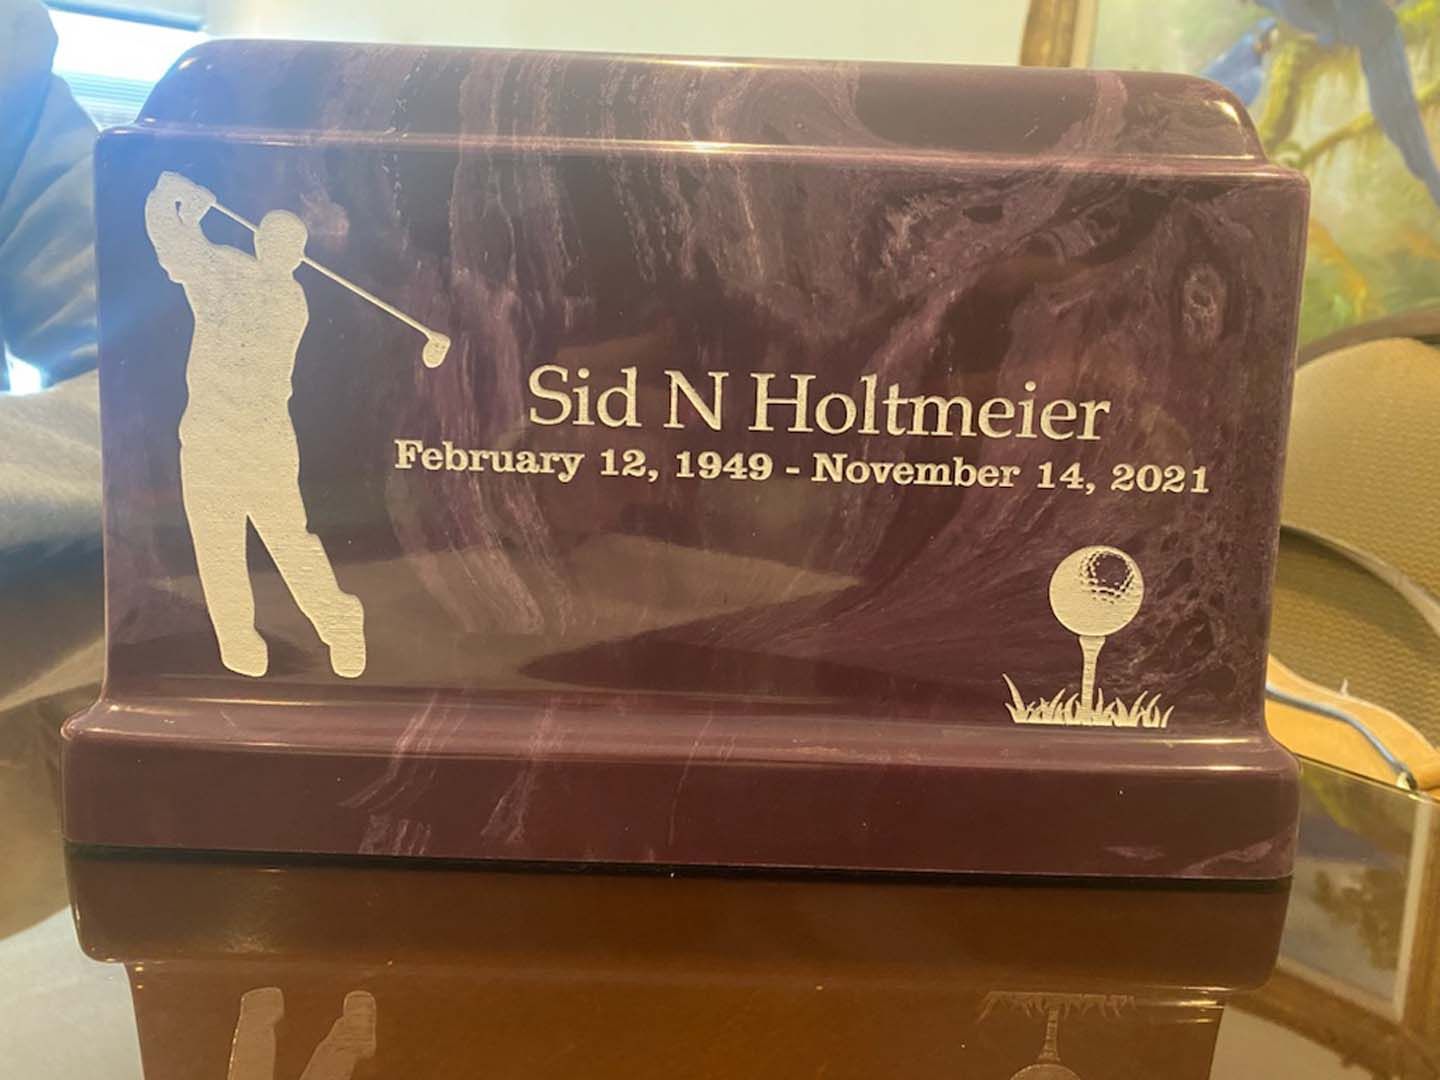 Sid N Holtmeier
February 12, 1949 - November 14, 2021